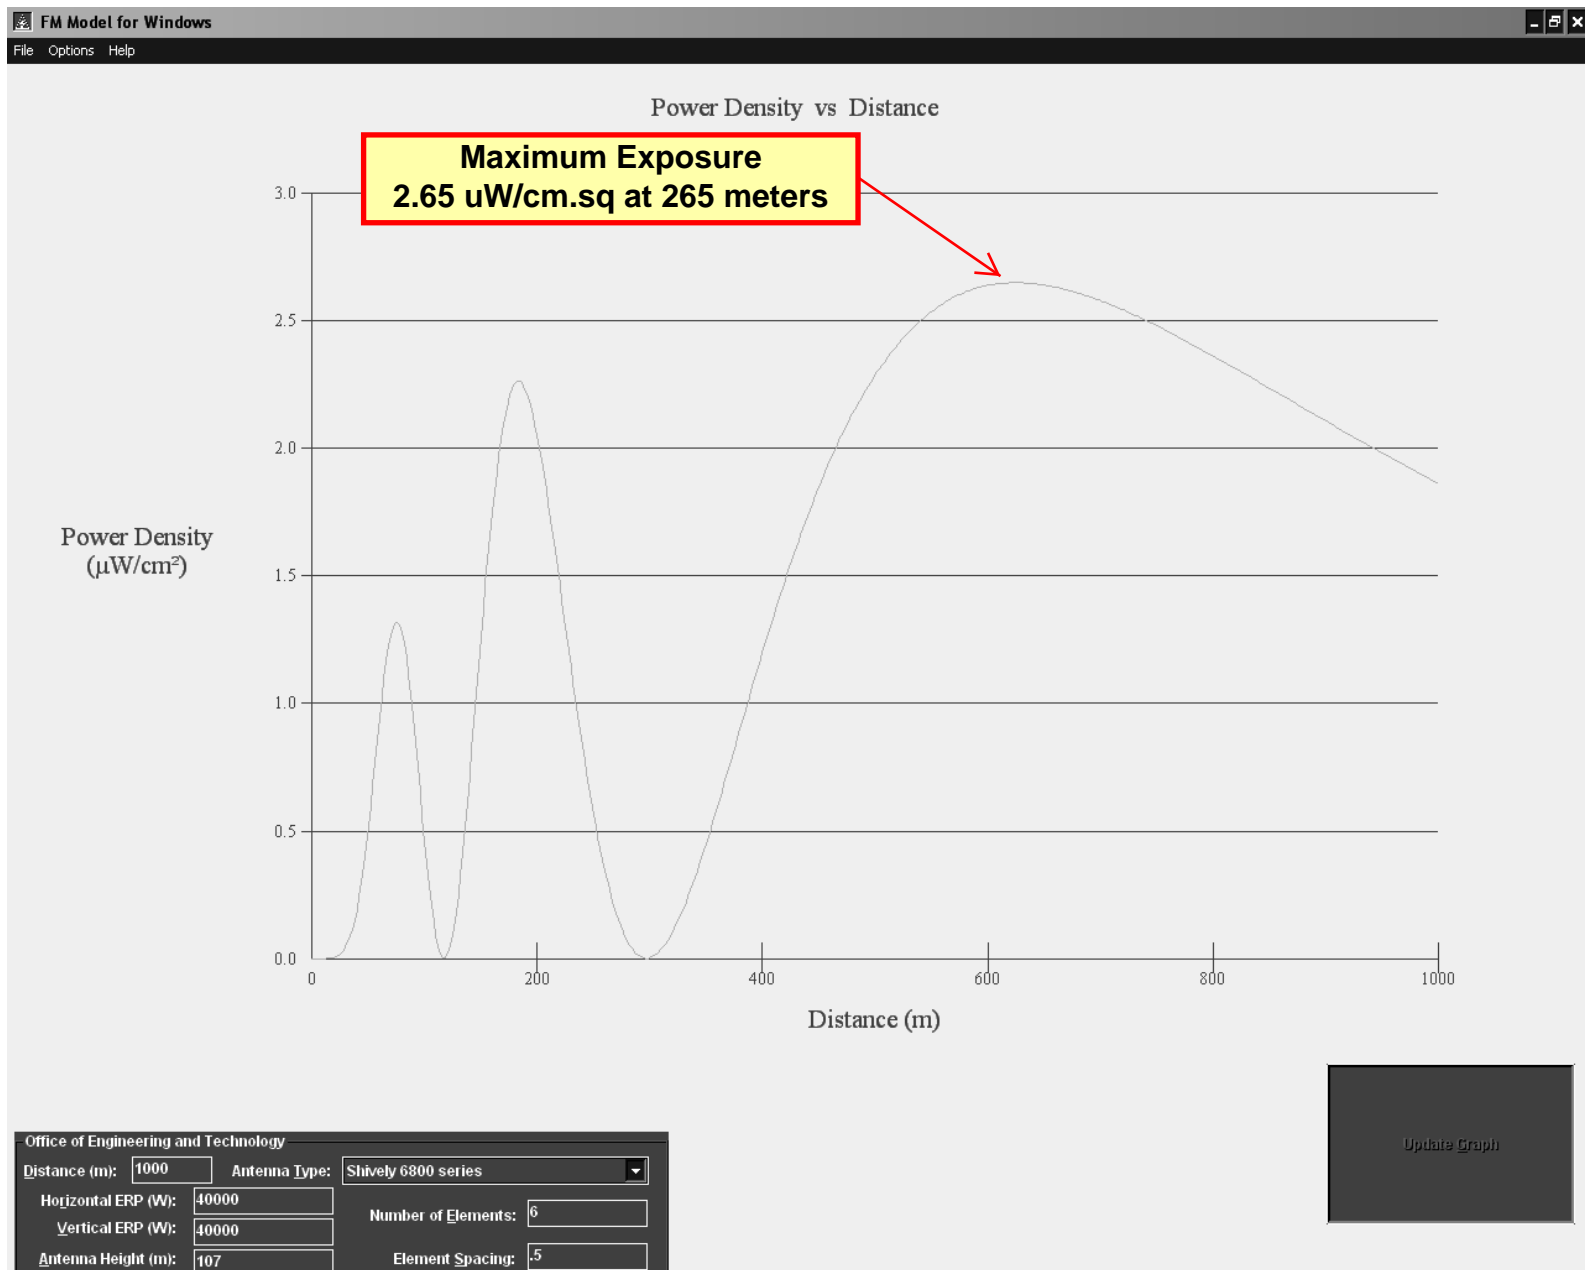 FM Model for Windows
File Options Help
Power Density vs Distance
Maximum Exposure
2.65 uW/cm.sq at 265 meters
3.0
2.5
2.0
1.5
1.0
0.5
0.0
Power Density
(µW/cm²)
0 200 400 600 800 1000
Distance (m)
Update Graph
Office of Engineering and Technology
Distance (m): 1000 Antenna Type: Shively 6800 series
Horizontal ERP (W): 40000
Number of Elements: 6
Vertical ERP (W): 40000
Antenna Height (m): 107 Element Spacing: .5